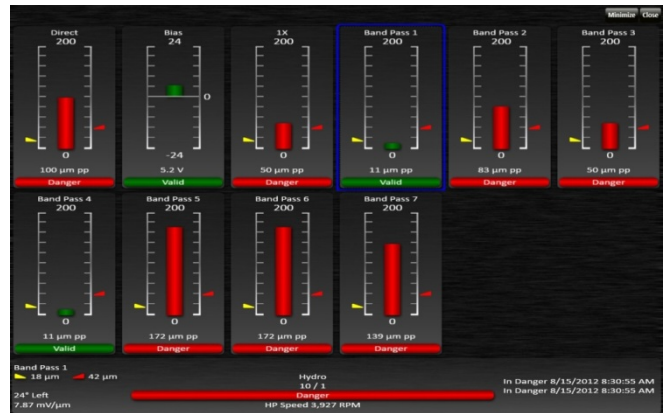 Minimize Close
Direct Bias 1X Band Pass 1 Band Pass 2 Band Pass 3
200 24 200 200 200 200
0
0 -24 0 0 0 0
100 µm pp 5.2 V 50 µm pp 11 µm pp 83 µm pp 50 µm pp
Danger Valid Danger Valid Danger Danger
Band Pass 4 Band Pass 5 Band Pass 6 Band Pass 7
200 200 200 200
0 0 0 0
11 µm pp 172 µm pp 172 µm pp 139 µm pp
Valid Danger Danger Danger
Band Pass 1
18 µm 42 µm Hydro
10 / 1 In Danger 8/15/2012 8:30:55 AM
24° Left Danger In Danger 8/15/2012 8:30:55 AM
7.87 mV/µm HP Speed 3,927 RPM